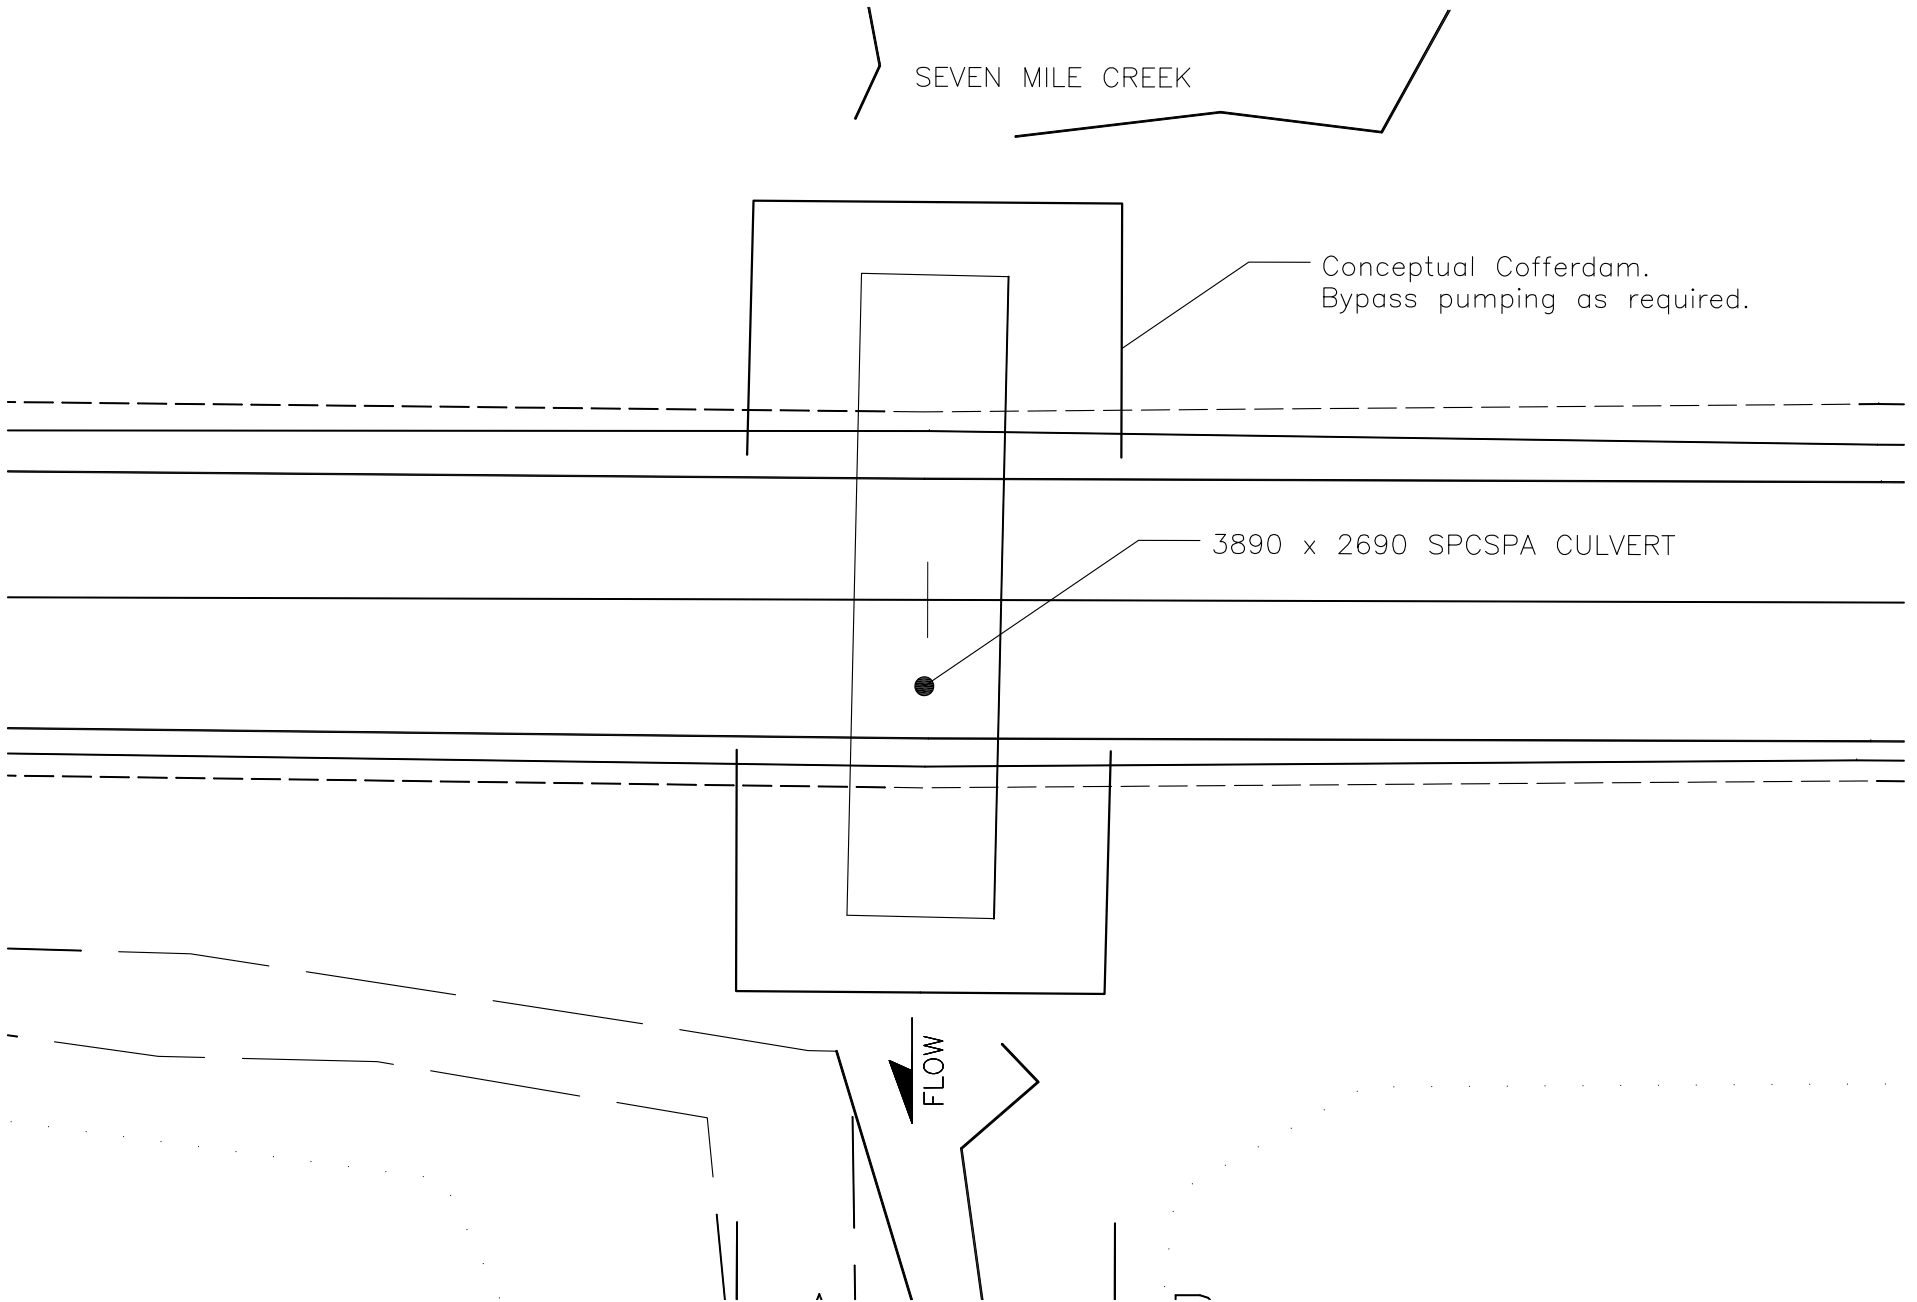 SEVEN MILE CREEK
Conceptual Cofferdam.
Bypass pumping as required.
3890 x 2690 SPCSPA CULVERT
FLOW